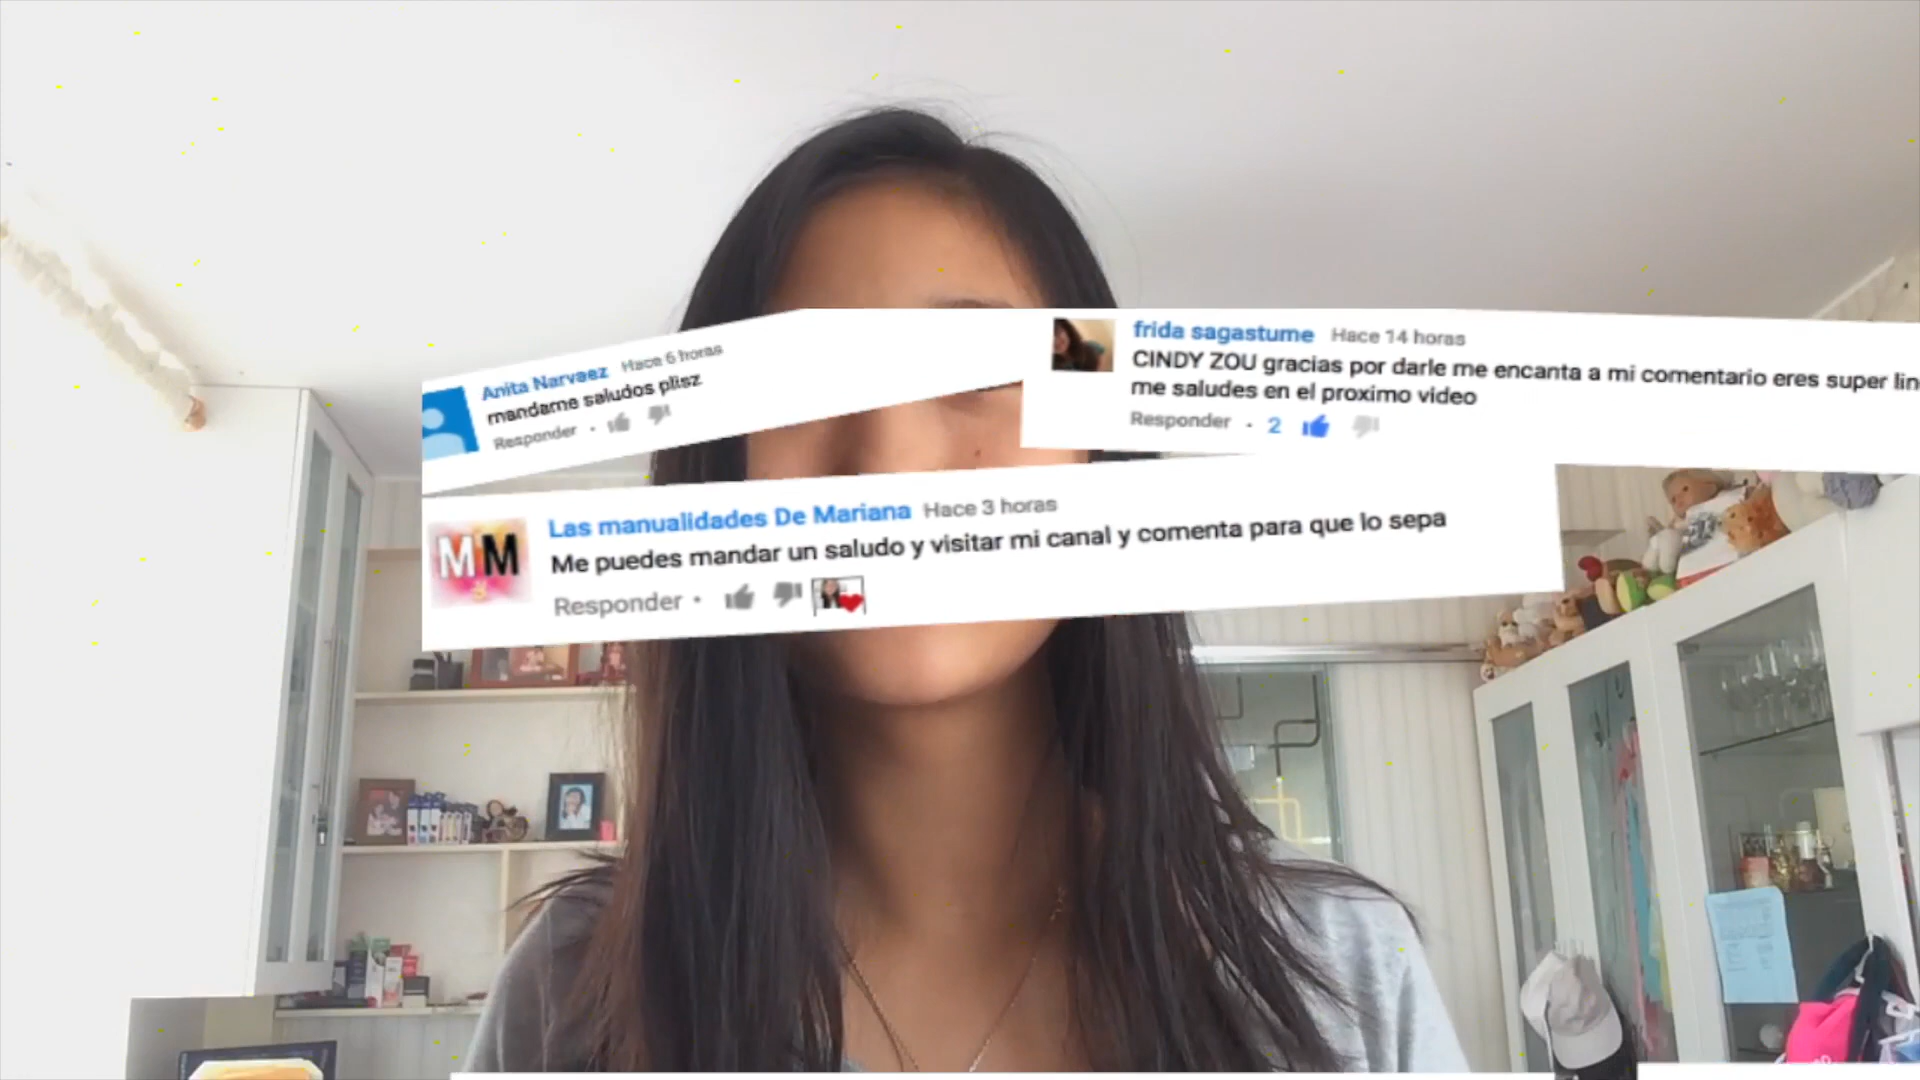 Anita Narvaez Hace 6 horas
mandame saludos plisz
Responder
frida sagastume Hace 14 horas
CINDY ZOU gracias por darle me encanta a mi comentario eres super
me saludes en el proximo video
Responder · 2
Las manualidades De Mariana Hace 3 horas
Me puedes mandar un saludo y visitar mi canal y comenta para que lo sepa
Responder ·
MM